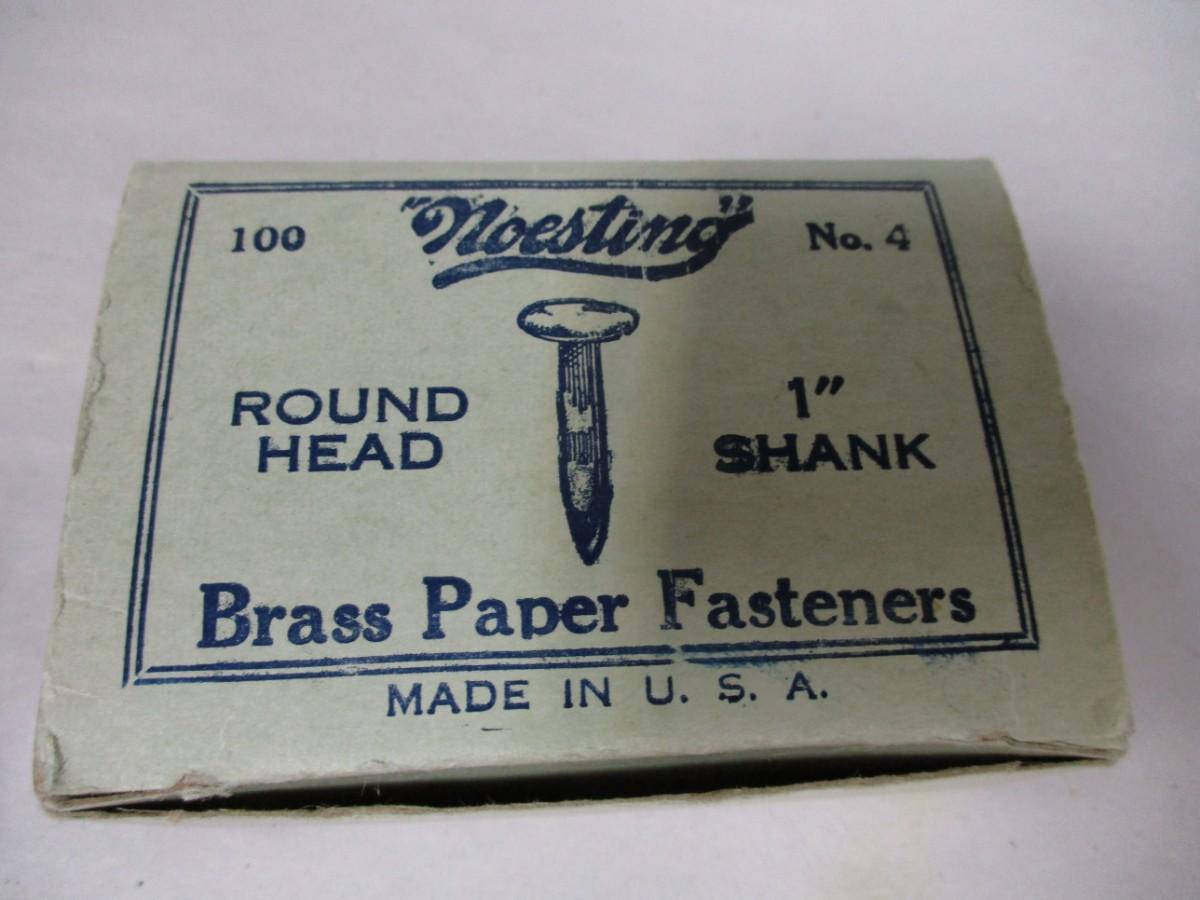 100 "Noesting" No. 4
ROUND
HEAD
1"
SHANK
Brass Paper Fasteners
MADE IN U. S. A.